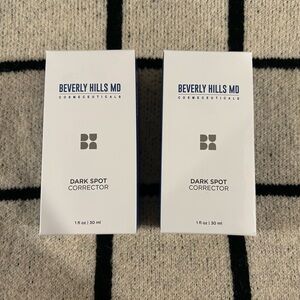 BEVERLY HILLS MD
COSMECEUTICALS
DARK SPOT
CORRECTOR
1 fl oz | 30 ml
BEVERLY HILLS MD
COSMECEUTICALS
DARK SPOT
CORRECTOR
1 fl oz | 30 ml